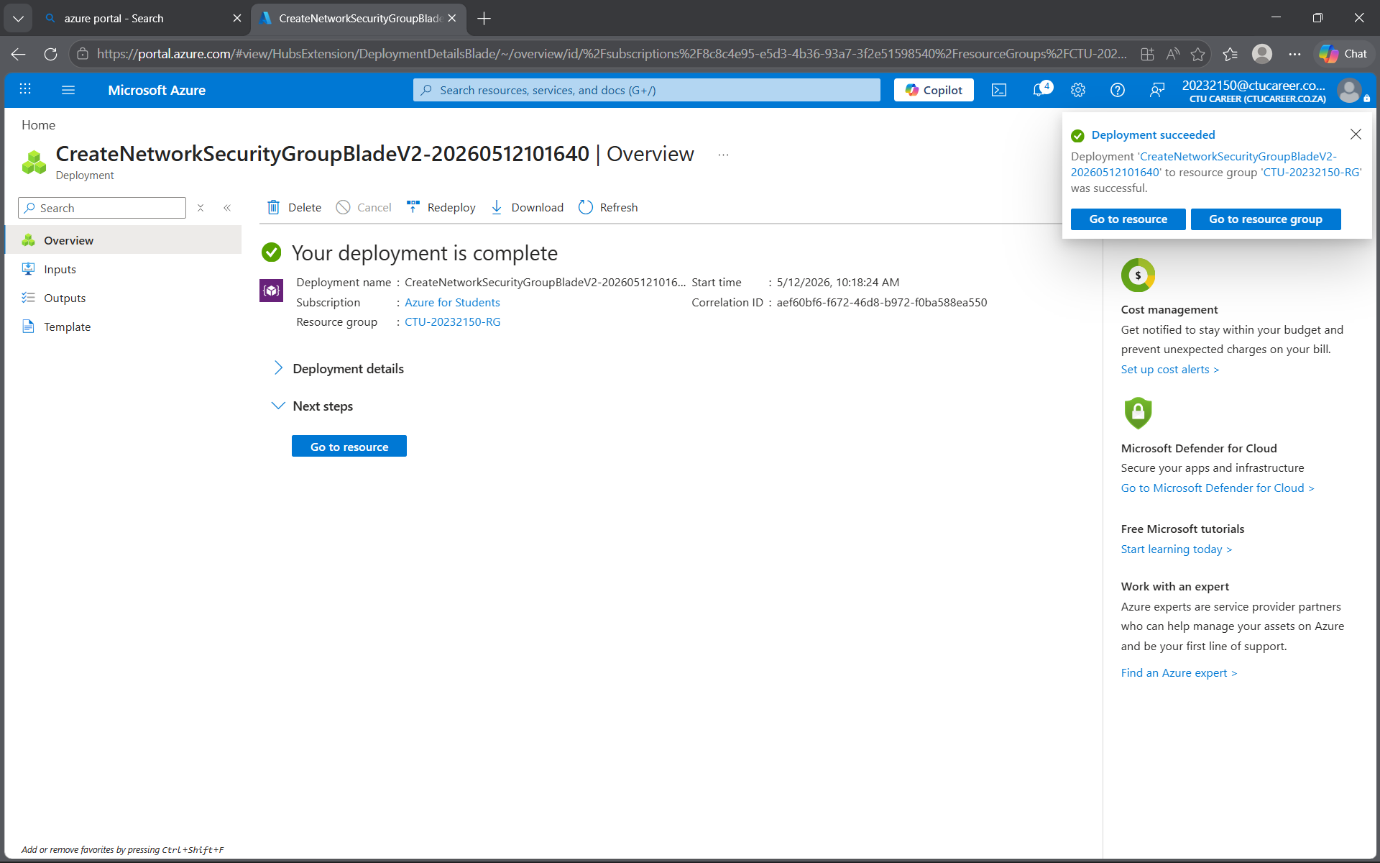 azure portal - Search
CreateNetworkSecurityGroupBlade
https://portal.azure.com/#view/HubsExtension/DeploymentDetailsBlade/~/overview/id/%2Fsubscriptions%2F8c8c4e95-e5d3-4b36-93a7-3f2e51598540%2FresourceGroups%2FCTU-202...
Chat
Microsoft Azure
Search resources, services, and docs (G+/)
Copilot
4
20232150@ctucareer.co...
CTU CAREER (CTUCAREER.CO.ZA)
Home
CreateNetworkSecurityGroupBladeV2-20260512101640 | Overview ...
Deployment
Deployment succeeded
Deployment 'CreateNetworkSecurityGroupBladeV2-
20260512101640' to resource group 'CTU-20232150-RG'
was successful.
Go to resource Go to resource group
Search
Delete Cancel Redeploy Download Refresh
Overview
Inputs
Outputs
Template
Your deployment is complete
Deployment name : CreateNetworkSecurityGroupBladeV2-202605121016... Start time : 5/12/2026, 10:18:24 AM
Subscription : Azure for Students Correlation ID : aef60bf6-f672-46d8-b972-f0ba588ea550
Resource group : CTU-20232150-RG
Deployment details
Next steps
Go to resource
$
Cost management
Get notified to stay within your budget and
prevent unexpected charges on your bill.
Set up cost alerts >
Microsoft Defender for Cloud
Secure your apps and infrastructure
Go to Microsoft Defender for Cloud >
Free Microsoft tutorials
Start learning today >
Work with an expert
Azure experts are service provider partners
who can help manage your assets on Azure
and be your first line of support.
Find an Azure expert >
Add or remove favorites by pressing Ctrl+Shift+F